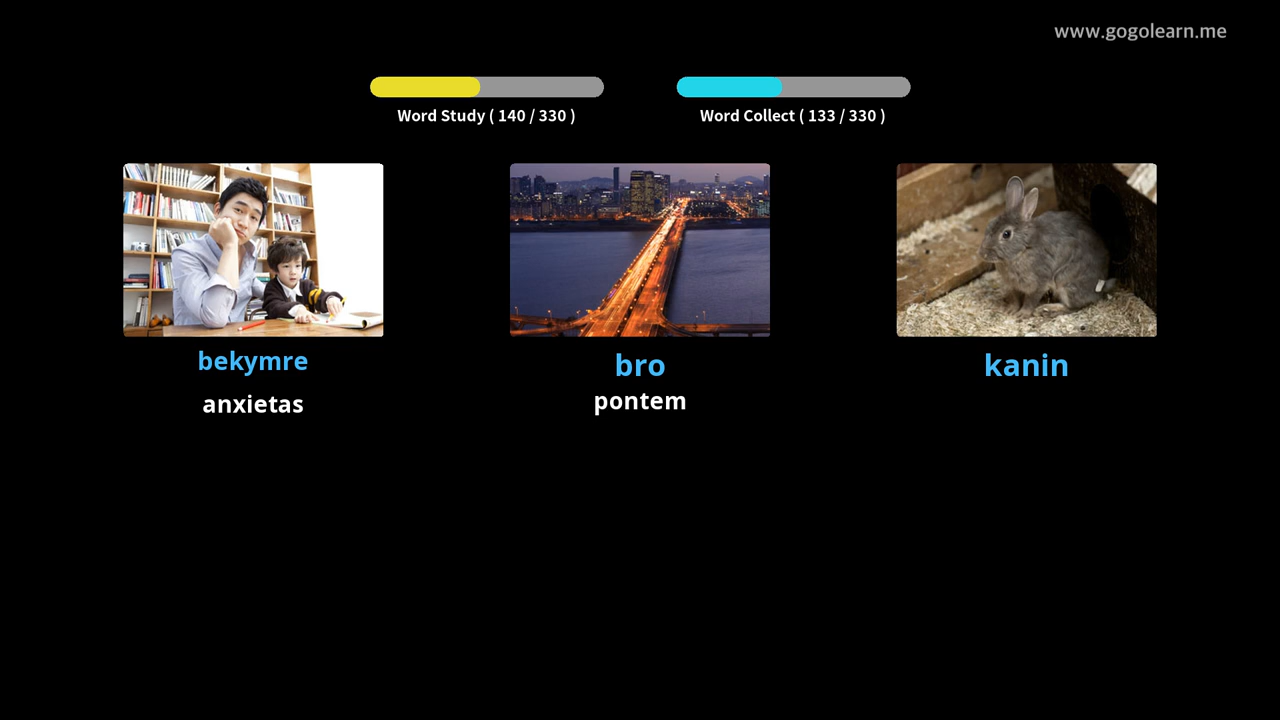 www.gogolearn.me
Word Study ( 140 / 330 )
Word Collect ( 133 / 330 )
bekymre
anxietas
bro
pontem
kanin